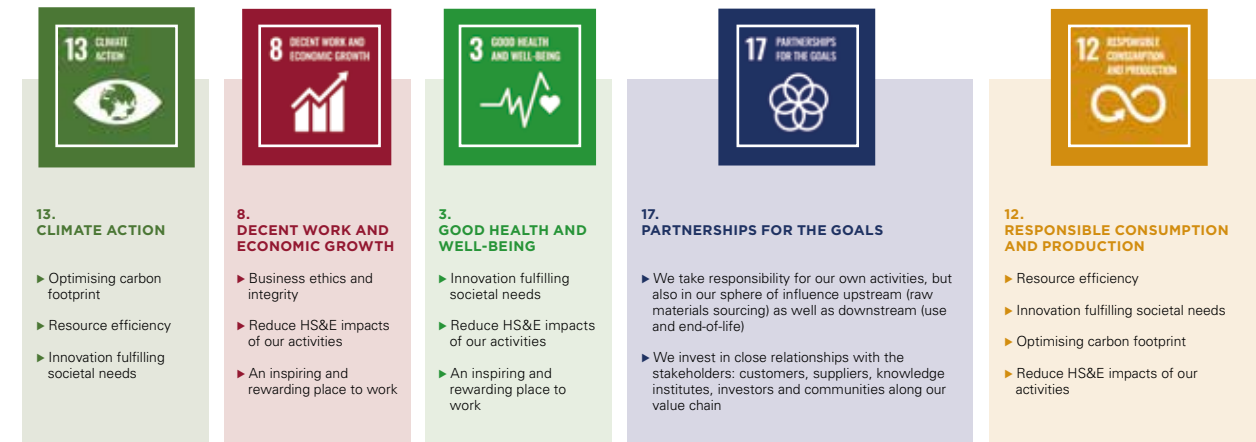 13 CLIMATE
ACTION
8 DECENT WORK AND
ECONOMIC GROWTH
3 GOOD HEALTH
AND WELL-BEING
17 PARTNERSHIPS
FOR THE GOALS
12 RESPONSIBLE
CONSUMPTION
AND PRODUCTION
13.
CLIMATE ACTION
▶ Optimising carbon
footprint
▶ Resource efficiency
▶ Innovation fulfilling
societal needs
8.
DECENT WORK AND
ECONOMIC GROWTH
▶ Business ethics and
integrity
▶ Reduce HS&E impacts
of our activities
▶ An inspiring and
rewarding place to work
3.
GOOD HEALTH AND
WELL-BEING
▶ Innovation fulfilling
societal needs
▶ Reduce HS&E impacts
of our activities
▶ An inspiring and
rewarding place to
work
17.
PARTNERSHIPS FOR THE GOALS
▶ We take responsibility for our own activities, but
also in our sphere of influence upstream (raw
materials sourcing) as well as downstream (use
and end-of-life)
▶ We invest in close relationships with the
stakeholders: customers, suppliers, knowledge
institutes, investors and communities along our
value chain
12.
RESPONSIBLE CONSUMPTION
AND PRODUCTION
▶ Resource efficiency
▶ Innovation fulfilling societal needs
▶ Optimising carbon footprint
▶ Reduce HS&E impacts of our
activities